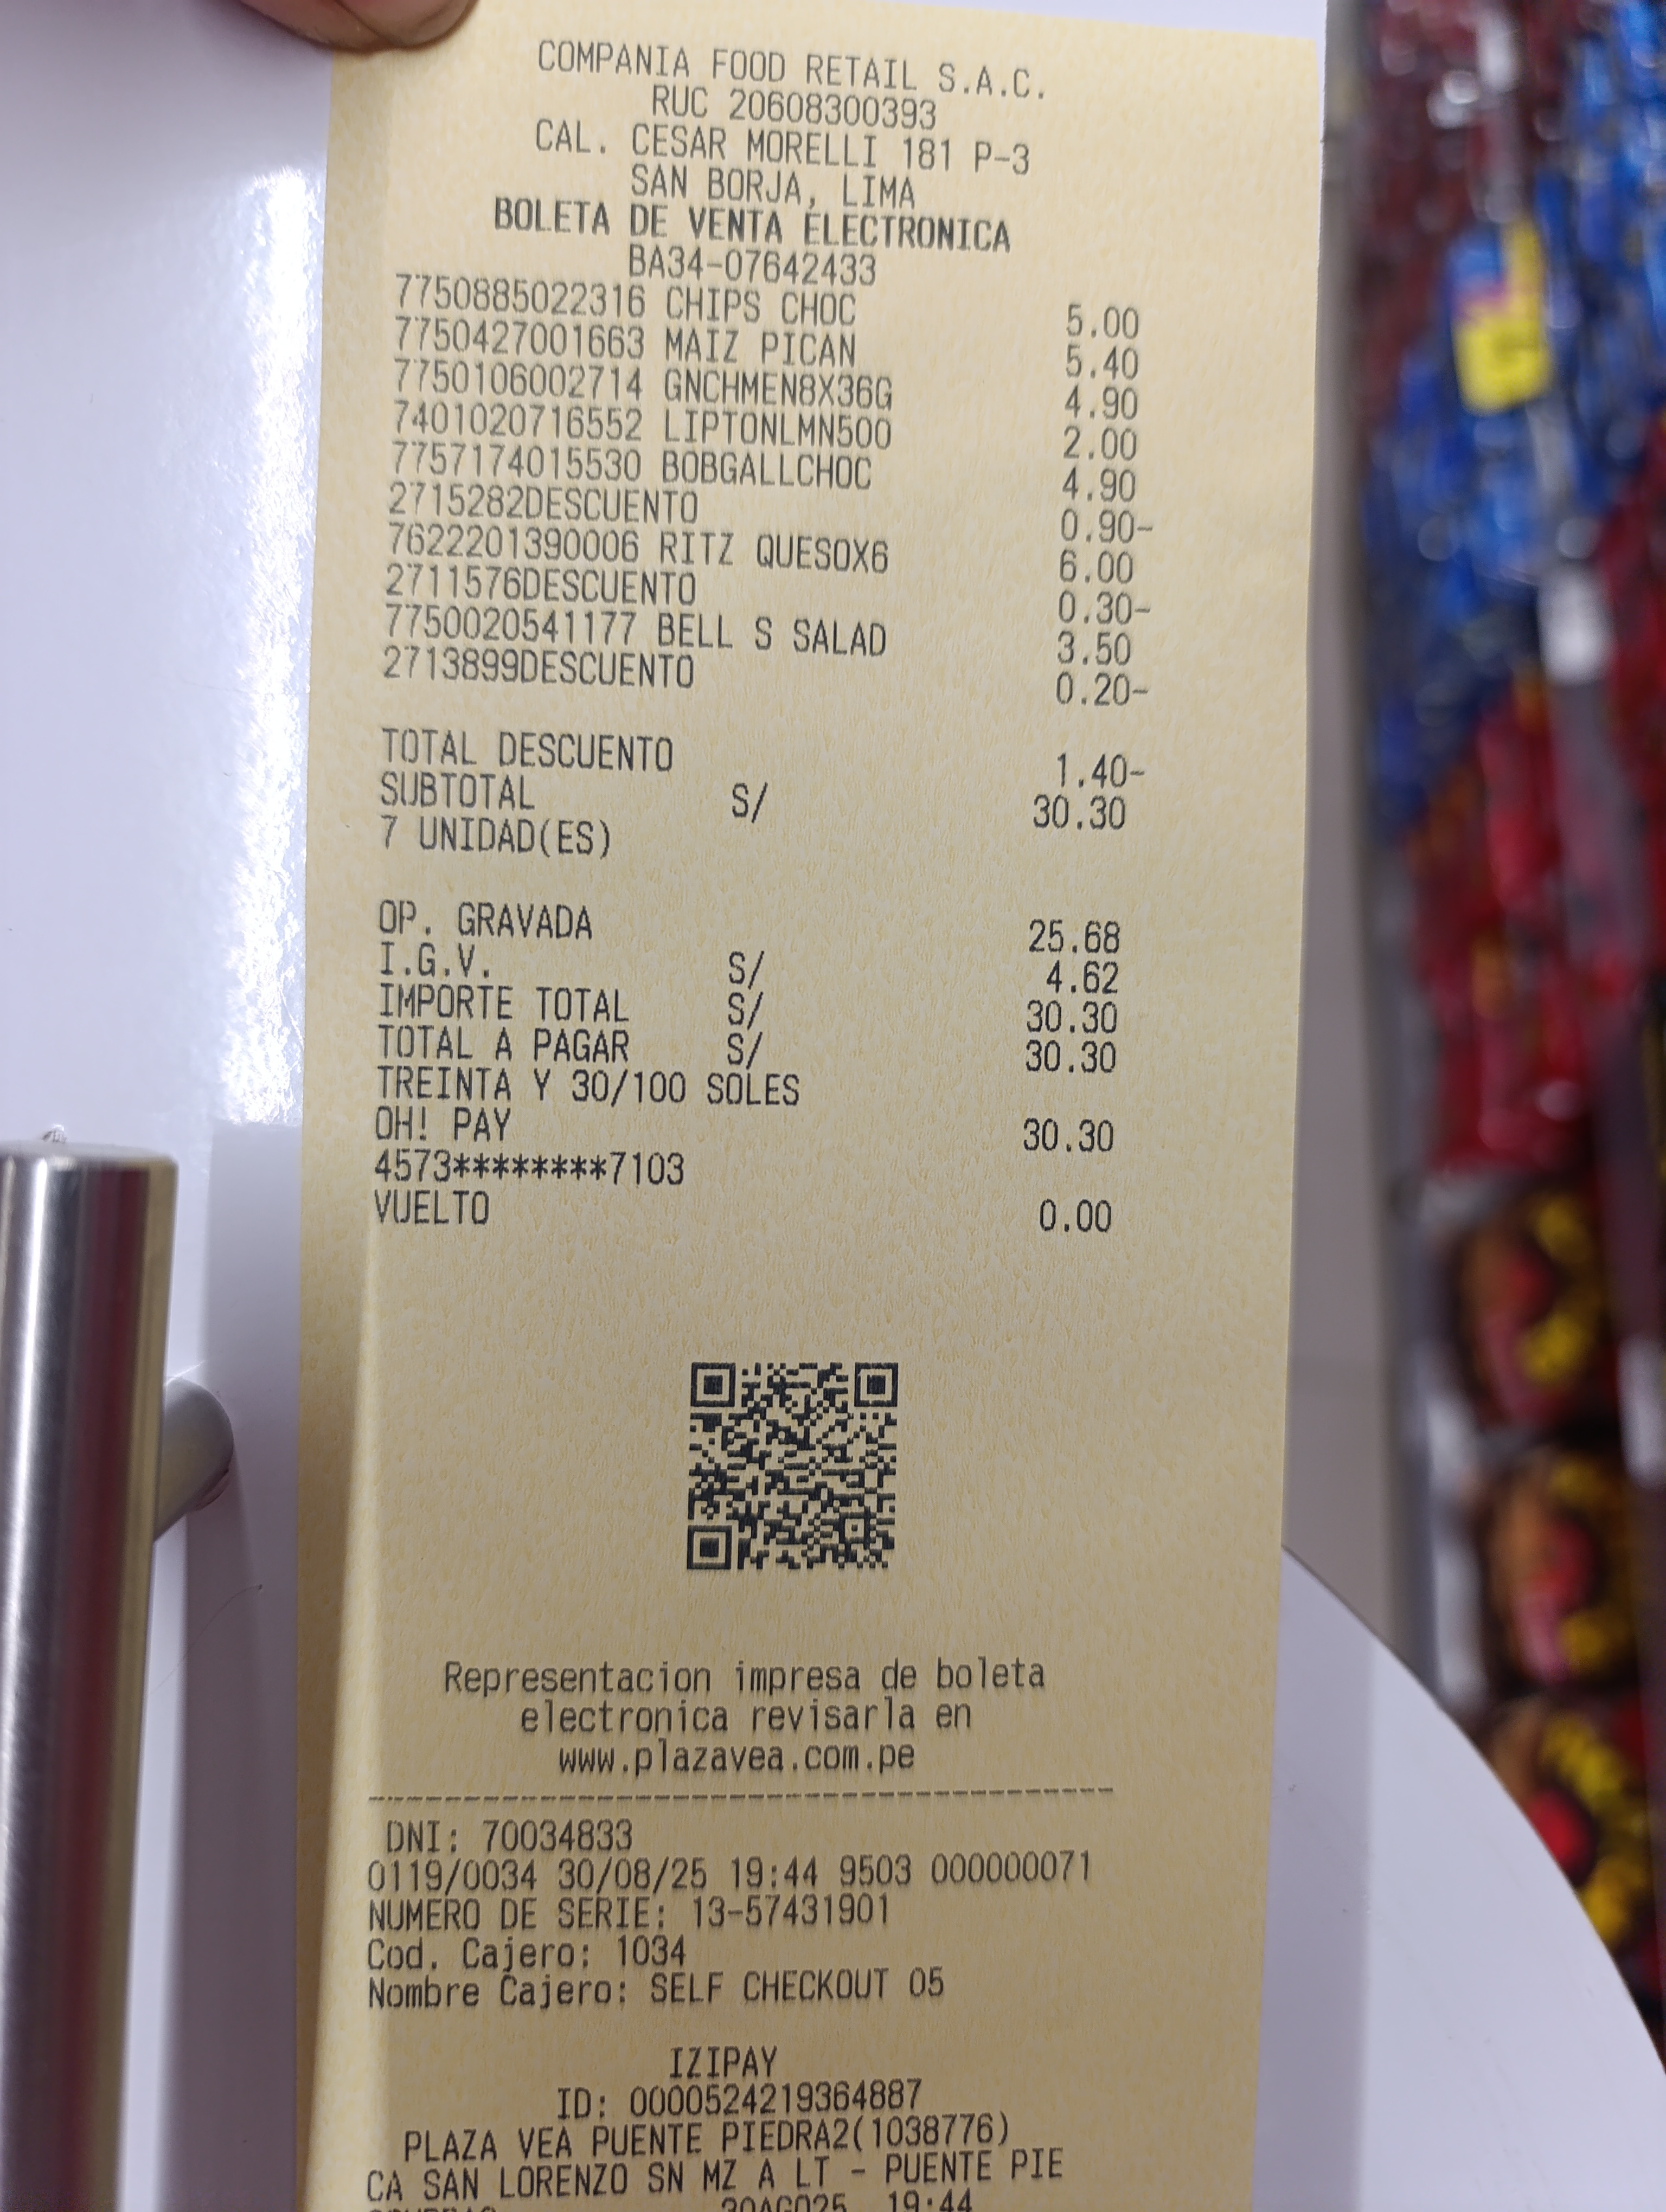 COMPANIA FOOD RETAIL S.A.C.
RUC 20608300393
CAL. CESAR MORELLI 181 P-3
SAN BORJA, LIMA
BOLETA DE VENTA ELECTRONICA
BA34-07642433
7750885022316 CHIPS CHOC 5.00
7750427001663 MAIZ PICAN 5.40
7750106002714 GNCHMEN8X36G 4.90
7401020716552 LIPTONLMN500 2.00
7757174015530 BOBGALLCHOC 4.90
2715282DESCUENTO 0.90-
7622201390006 RITZ QUESOX6 6.00
2711576DESCUENTO 0.30-
7750020541177 BELL S SALAD 3.50
2713899DESCUENTO 0.20-
TOTAL DESCUENTO 1.40-
SUBTOTAL S/ 30.30
7 UNIDAD(ES)
OP. GRAVADA 25.68
I.G.V. S/ 4.62
IMPORTE TOTAL S/ 30.30
TOTAL A PAGAR S/ 30.30
TREINTA Y 30/100 SOLES
OH! PAY 30.30
4573********7103
VUELTO 0.00
Representacion impresa de boleta
electronica revisarla en
www.plazavea.com.pe
---------------------------------------
DNI: 70034833
0119/0034 30/08/25 19:44 9503 000000071
NUMERO DE SERIE: 13-57431901
Cod. Cajero: 1034
Nombre Cajero: SELF CHECKOUT 05
IZIPAY
ID: 0000524219364887
PLAZA VEA PUENTE PIEDRA2(1038776)
CA SAN LORENZO SN MZ A LT - PUENTE PIE
30AGO25 19:44